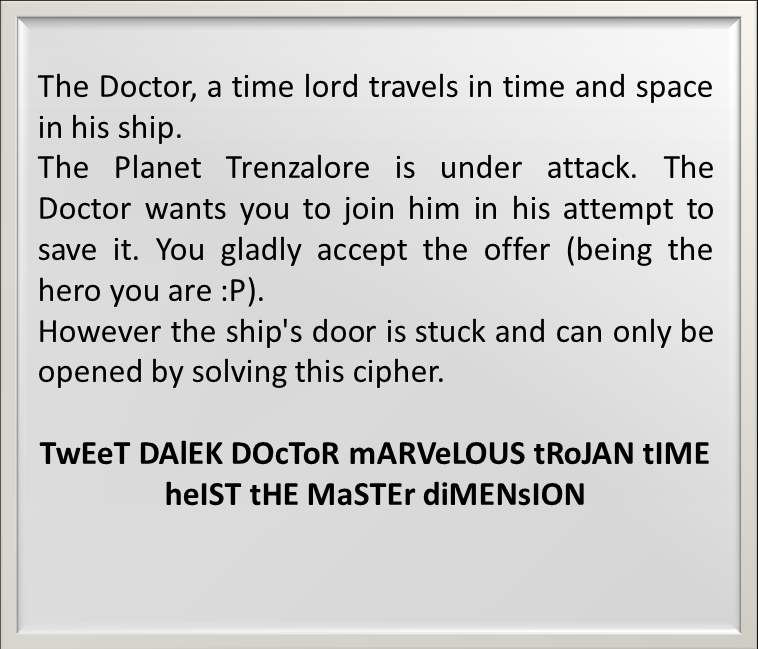 The Doctor, a time lord travels in time and space
in his ship.
The Planet Trenzalore is under attack. The
Doctor wants you to join him in his attempt to
save it. You gladly accept the offer (being the
hero you are :P).
However the ship's door is stuck and can only be
opened by solving this cipher.
TwEeT DAlEK DOcToR mARVeLOUS tRoJAN tIME
heIST tHE MaSTEr diMENsION